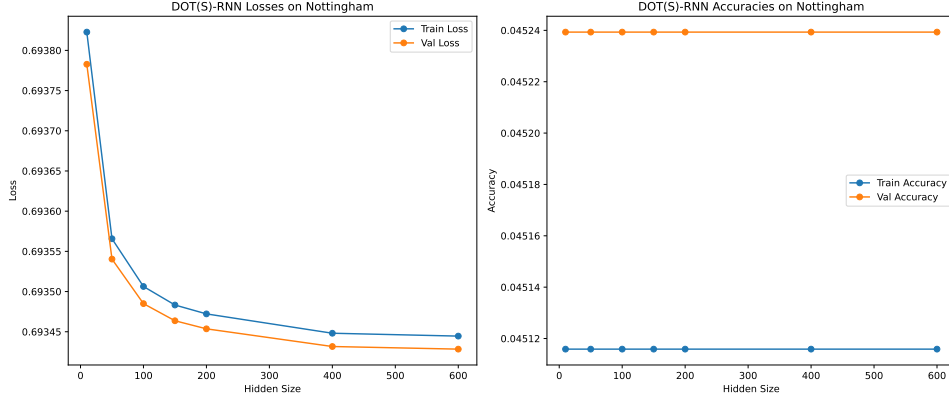 DOT(S)-RNN Losses on Nottingham
Train Loss
Val Loss
0.69380
0.69375
0.69370
0.69365
0.69360
0.69355
0.69350
0.69345
Loss
0 100 200 300 400 500 600
Hidden Size
DOT(S)-RNN Accuracies on Nottingham
Train Accuracy
Val Accuracy
0.04524
0.04522
0.04520
0.04518
0.04516
0.04514
0.04512
Accuracy
0 100 200 300 400 500 600
Hidden Size